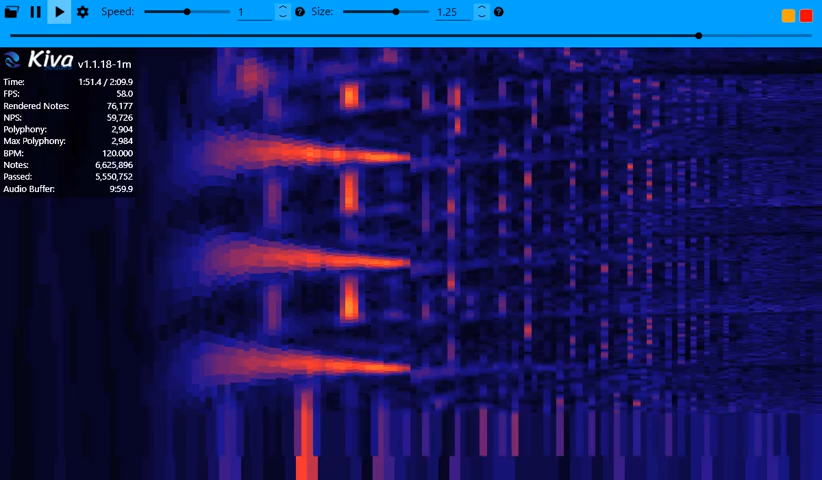 Speed: 1 Size: 1.25
Kiva v1.1.18-1m
Time: 1:51.4 / 2:09.9
FPS: 58.0
Rendered Notes: 76,177
NPS: 59,726
Polyphony: 2,904
Max Polyphony: 2,984
BPM: 120.000
Notes: 6,625,896
Passed: 5,550,752
Audio Buffer: 9:59.9